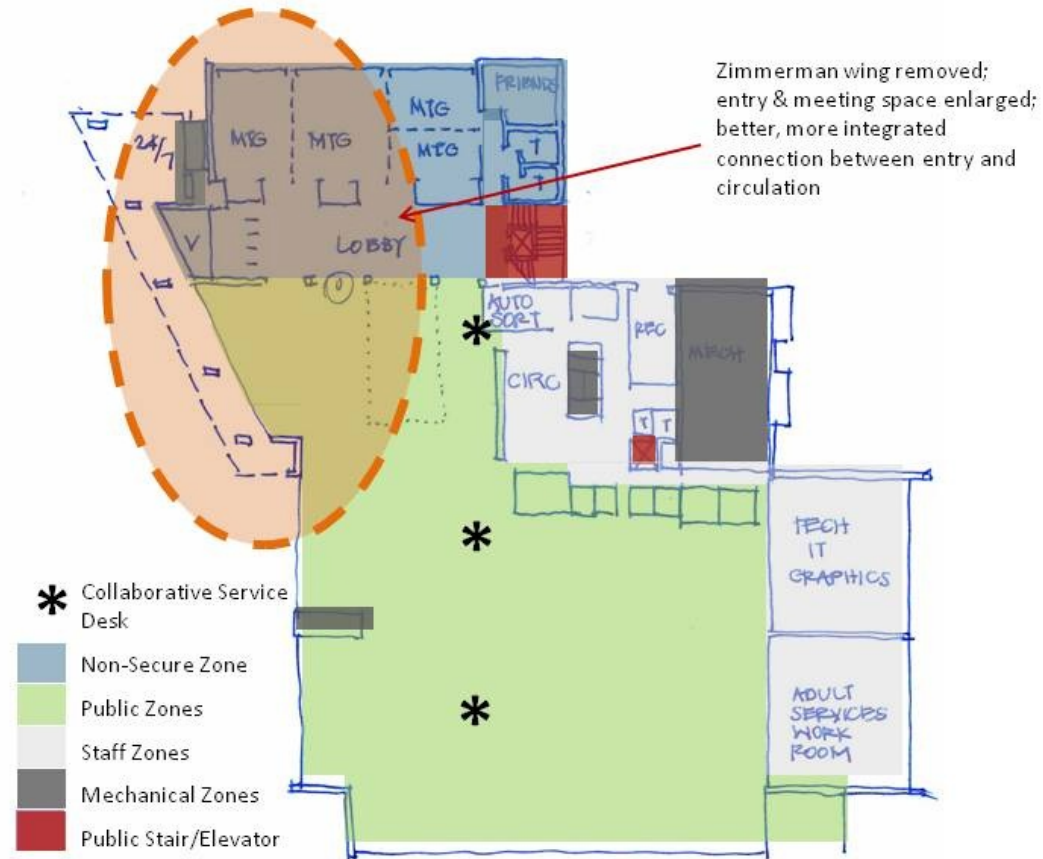 Zimmerman wing removed;
entry & meeting space enlarged;
better, more integrated
connection between entry and
circulation
FRIENDS
MTG
MTG
MTG
MTG
24/7
T
T
V
LOBBY
AUTO
SORT
REC
MECH
CIRC
T
T
TECH
IT
GRAPHICS
ADULT
SERVICES
WORK
ROOM
* Collaborative Service
Desk
Non-Secure Zone
Public Zones
Staff Zones
Mechanical Zones
Public Stair/Elevator